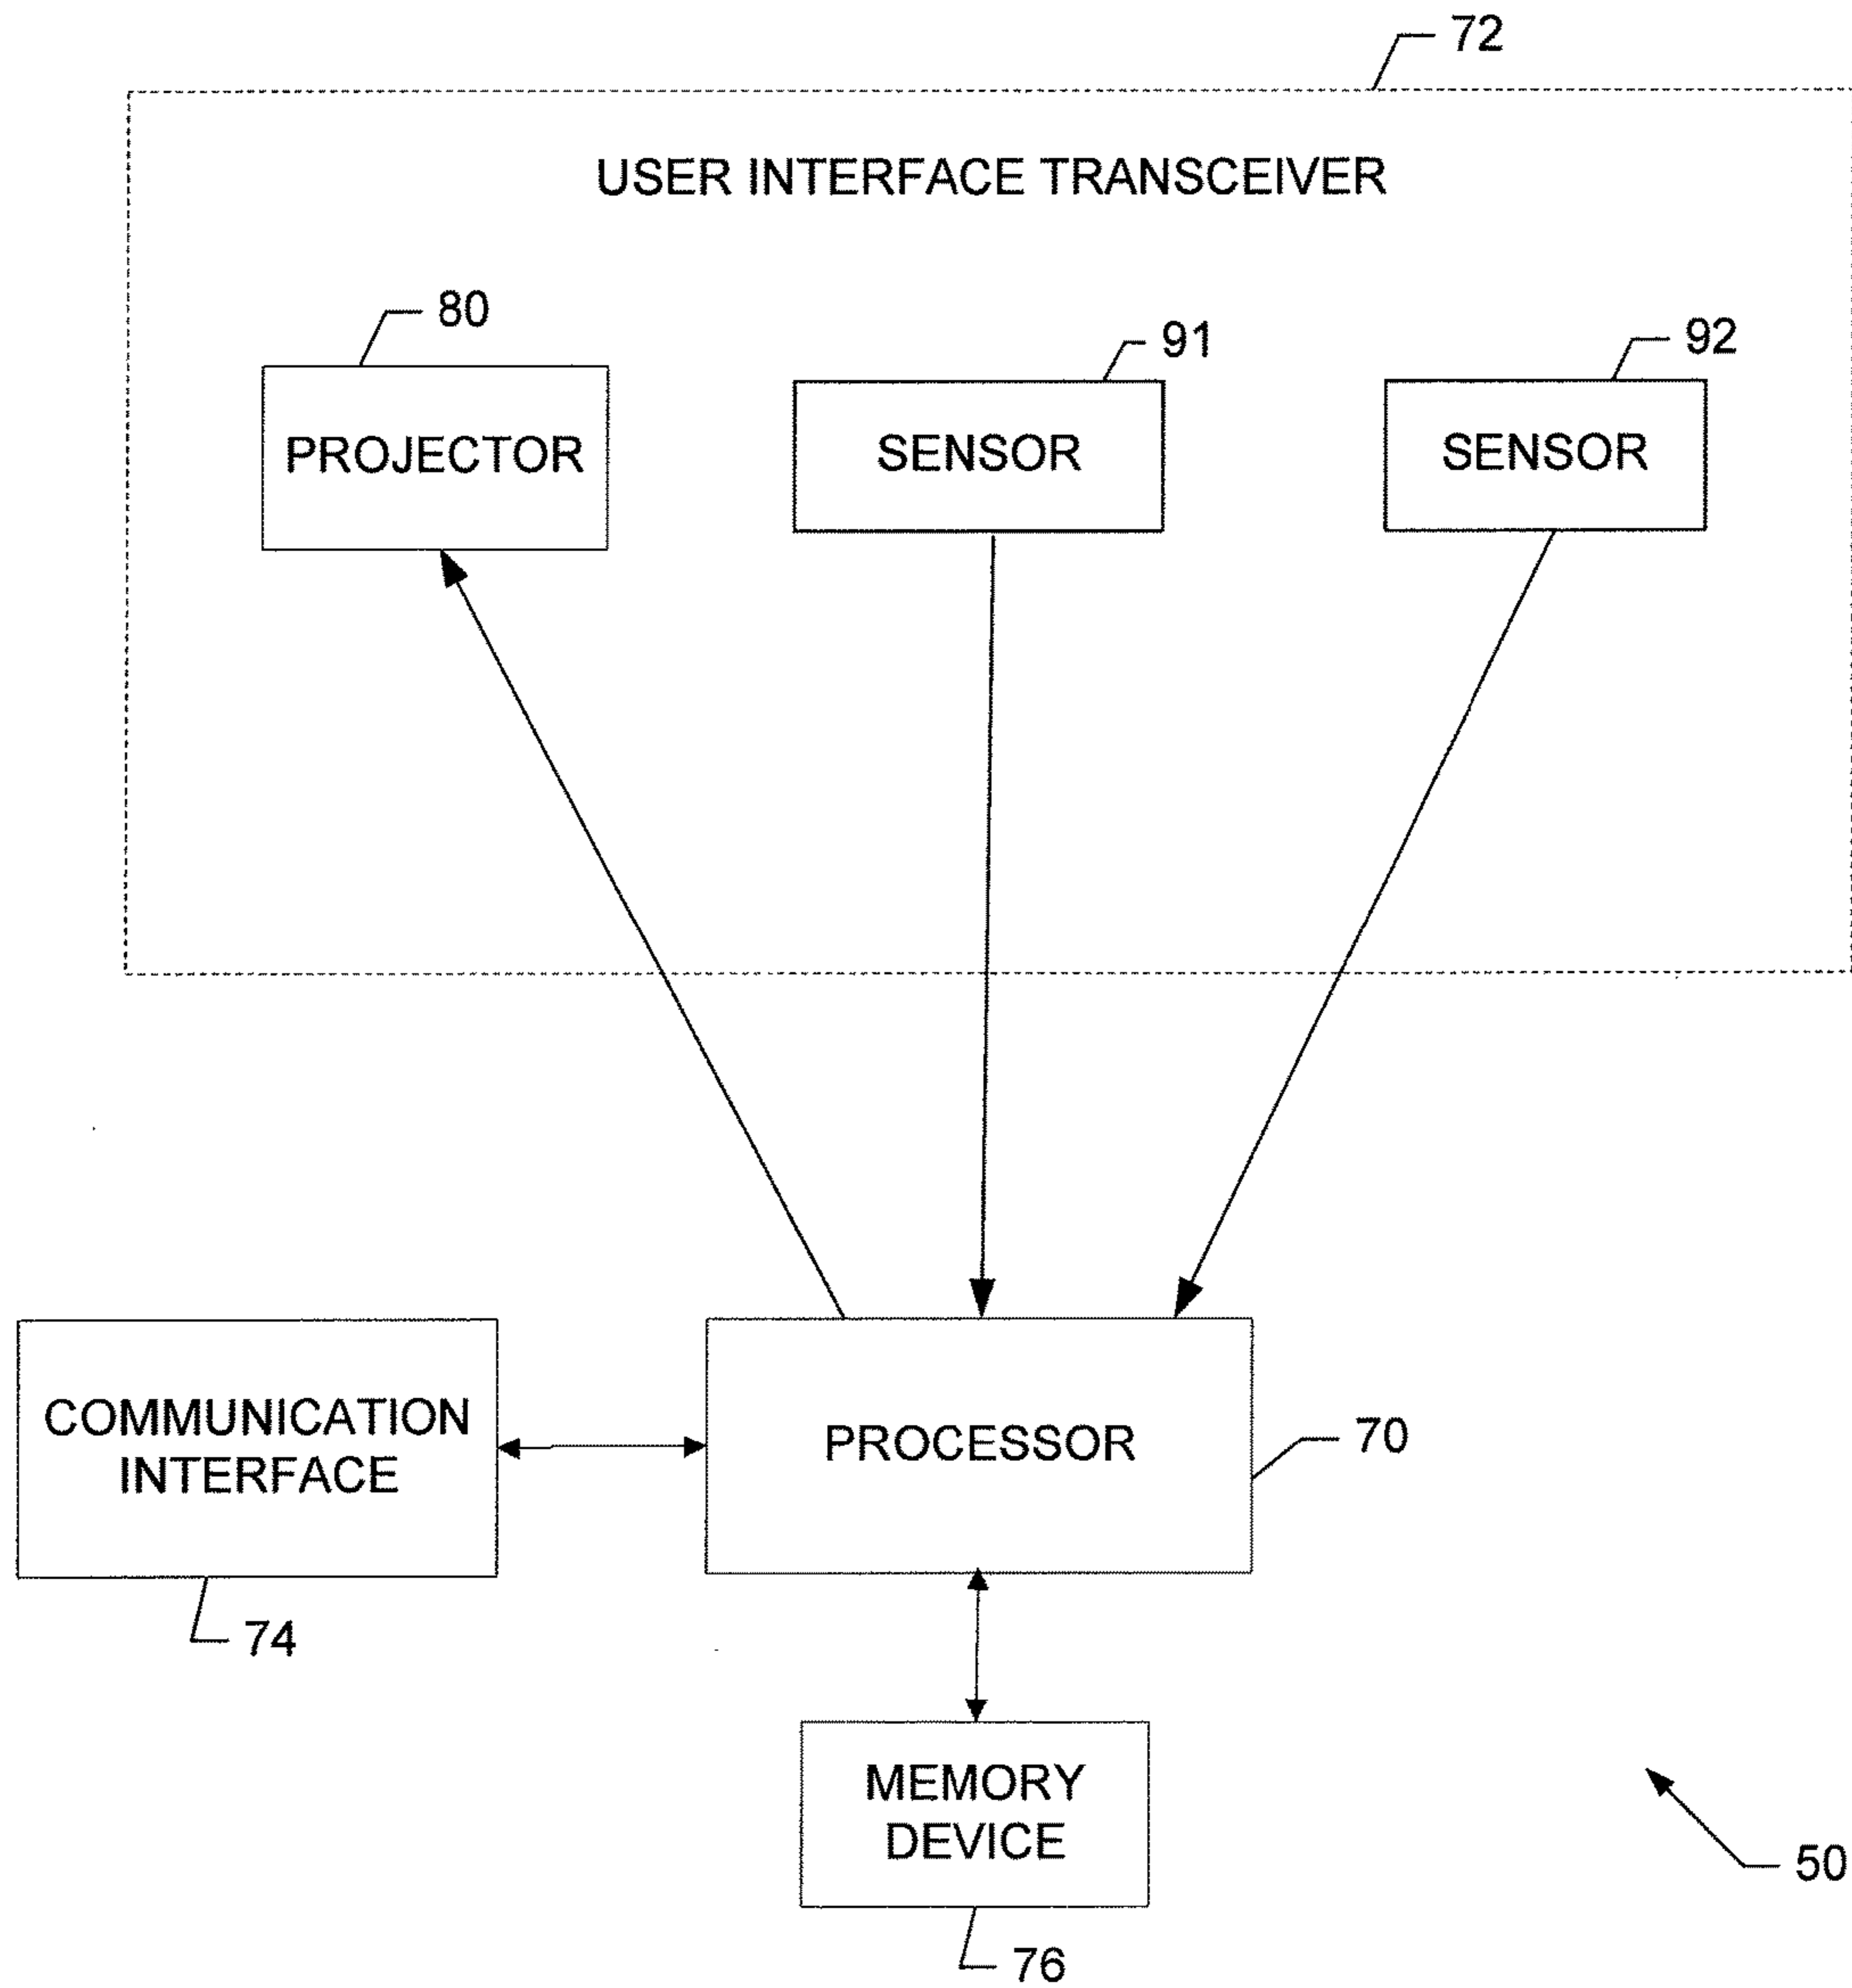 72
USER INTERFACE TRANSCEIVER
80
91
92
PROJECTOR
SENSOR
SENSOR
COMMUNICATION
INTERFACE
PROCESSOR
70
74
MEMORY
DEVICE
50
76